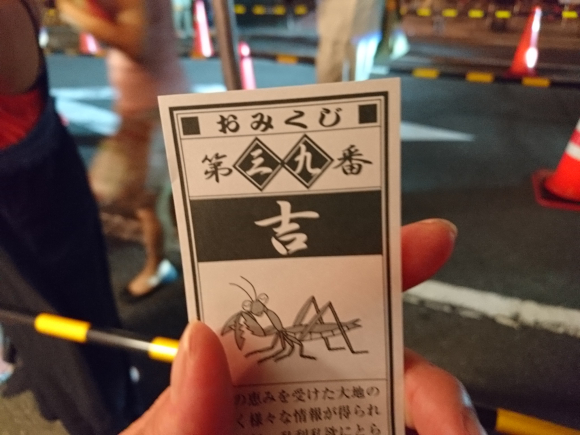 おみくじ
第三九番
吉
の恵みを受けた大地の
く様々な情報が得られ